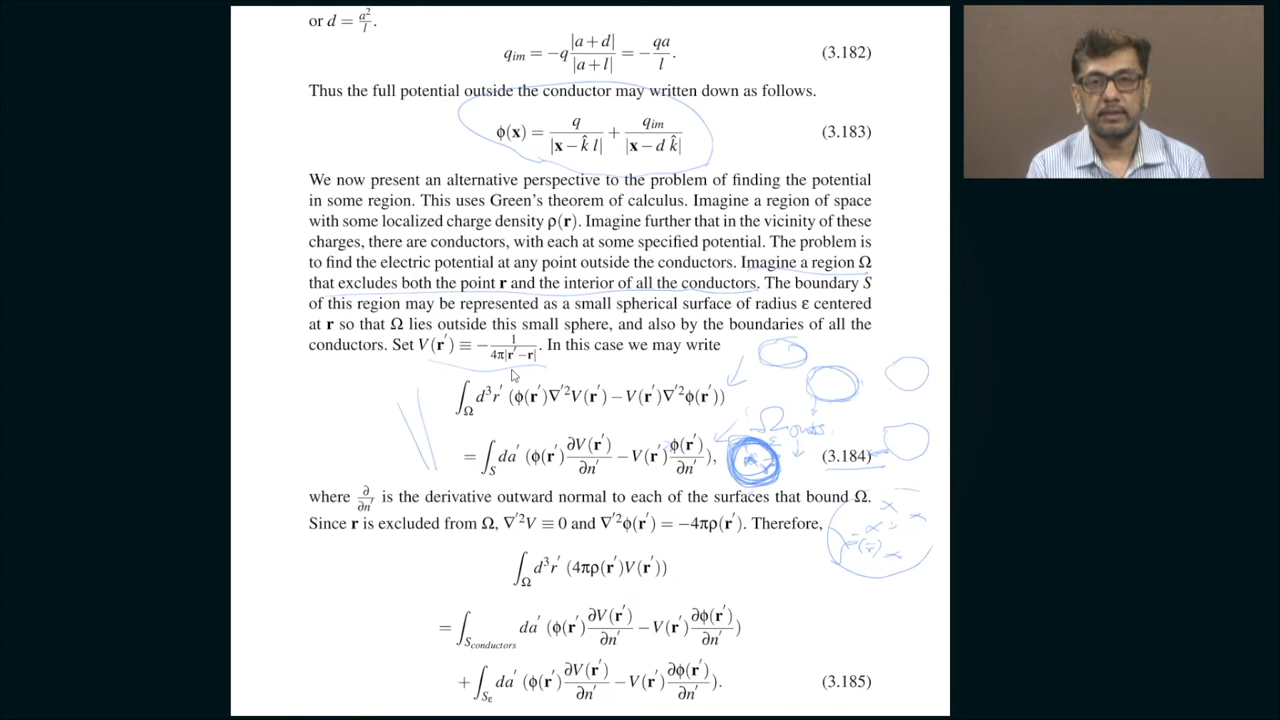 or d = a²/l.
q_im = −q |a+d|/|a+l| = − qa/l. (3.182)
Thus the full potential outside the conductor may written down as follows.
ϕ(x) = q/|x−k̂ l| + q_im/|x−d k̂| (3.183)
We now present an alternative perspective to the problem of finding the potential
in some region. This uses Green's theorem of calculus. Imagine a region of space
with some localized charge density ρ(r). Imagine further that in the vicinity of these
charges, there are conductors, with each at some specified potential. The problem is
to find the electric potential at any point outside the conductors. Imagine a region Ω
that excludes both the point r and the interior of all the conductors. The boundary S
of this region may be represented as a small spherical surface of radius ε centered
at r so that Ω lies outside this small sphere, and also by the boundaries of all the
conductors. Set V(r′) ≡ − 1/(4π|r′−r|). In this case we may write
∫_Ω d³r′ (ϕ(r′)∇′²V(r′) − V(r′)∇′²ϕ(r′))
= ∫_S da′ (ϕ(r′) ∂V(r′)/∂n′ − V(r′) ϕ(r′)/∂n′), (3.184)
Ω
where ∂/∂n′ is the derivative outward normal to each of the surfaces that bound Ω.
Since r is excluded from Ω, ∇′²V ≡ 0 and ∇′²ϕ(r′) = −4πρ(r′). Therefore,
ρ(r)
∫_Ω d³r′ (4πρ(r′)V(r′))
= ∫_Sconductors da′ (ϕ(r′) ∂V(r′)/∂n′ − V(r′) ∂ϕ(r′)/∂n′)
+ ∫_Sε da′ (ϕ(r′) ∂V(r′)/∂n′ − V(r′) ∂ϕ(r′)/∂n′). (3.185)